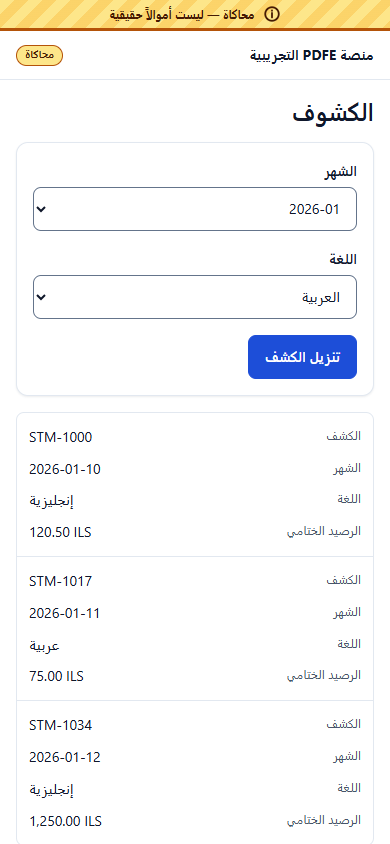 محاكاة — ليست أموالاً حقيقية
منصة PDFE التجريبية
محاكاة
الكشوف
الشهر
2026-01
اللغة
العربية
تنزيل الكشف
الكشف STM-1000
الشهر 2026-01-10
اللغة إنجليزية
الرصيد الختامي 120.50 ILS
الكشف STM-1017
الشهر 2026-01-11
اللغة عربية
الرصيد الختامي 75.00 ILS
الكشف STM-1034
الشهر 2026-01-12
اللغة إنجليزية
الرصيد الختامي 1,250.00 ILS